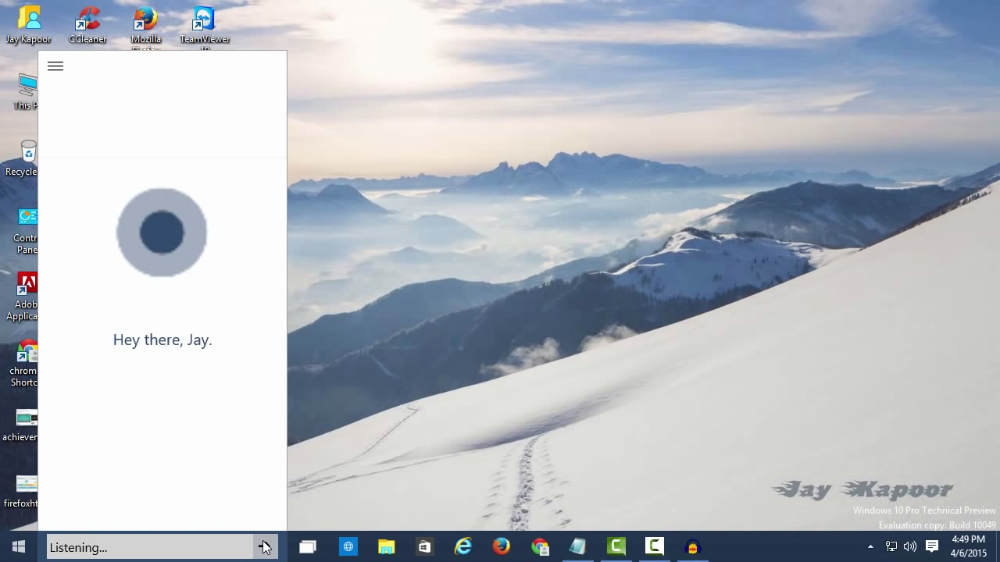 Jay Kapoor
CCleaner
Mozilla
TeamViewer
This P
Recycle
Contr
Pane
Adob
Applica
chrom
Shortc
achiever
firefoxht
Hey there, Jay.
Jay Kapoor
Windows 10 Pro Technical Preview
Evaluation copy. Build 10049
Listening...
4:49 PM
4/6/2015